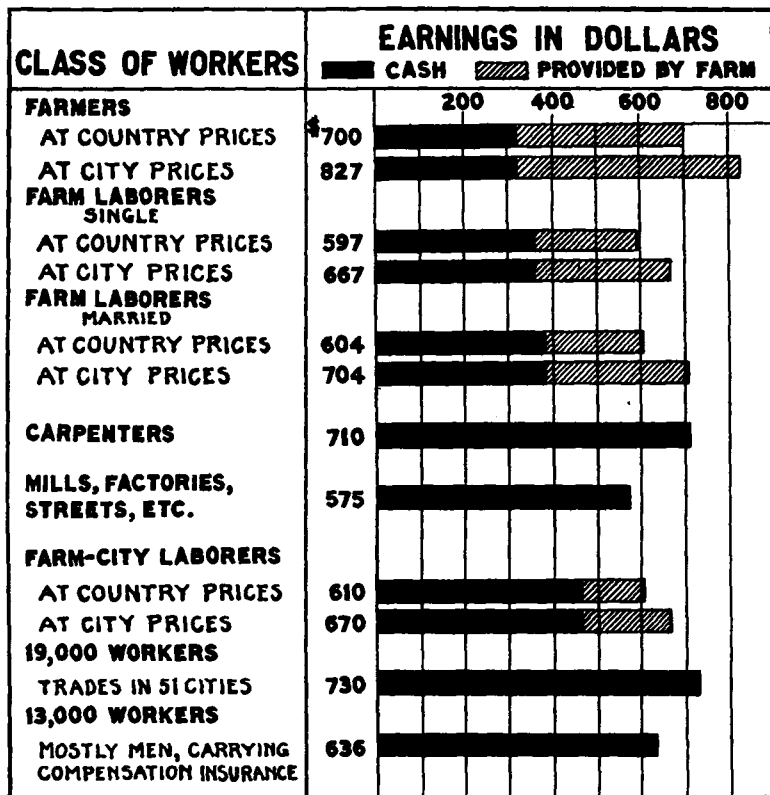 CLASS OF WORKERS
EARNINGS IN DOLLARS
CASH PROVIDED BY FARM
200 400 600 800
FARMERS
AT COUNTRY PRICES $700
AT CITY PRICES 827
FARM LABORERS
SINGLE
AT COUNTRY PRICES 597
AT CITY PRICES 667
FARM LABORERS
MARRIED
AT COUNTRY PRICES 604
AT CITY PRICES 704
CARPENTERS 710
MILLS, FACTORIES,
STREETS, ETC. 575
FARM-CITY LABORERS
AT COUNTRY PRICES 610
AT CITY PRICES 670
19,000 WORKERS
TRADES IN 51 CITIES 730
13,000 WORKERS
MOSTLY MEN, CARRYING 636
COMPENSATION INSURANCE